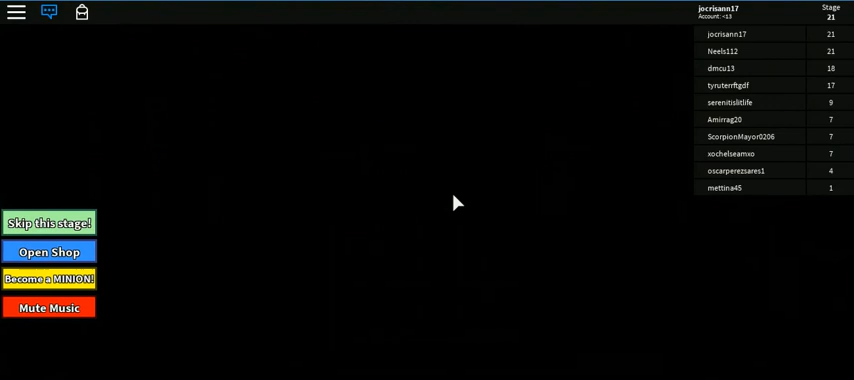 jocrisann17
Account: <13
Stage
21
jocrisann17 21
Neels112 21
dmcu13 18
tyruterrftgdf 17
serenitislitlife 9
Amirrag20 7
ScorpionMayor0206 7
xochelseamxo 7
oscarperezsares1 4
mettina45 1
Skip this stage!
Open Shop
Become a MINION!
Mute Music